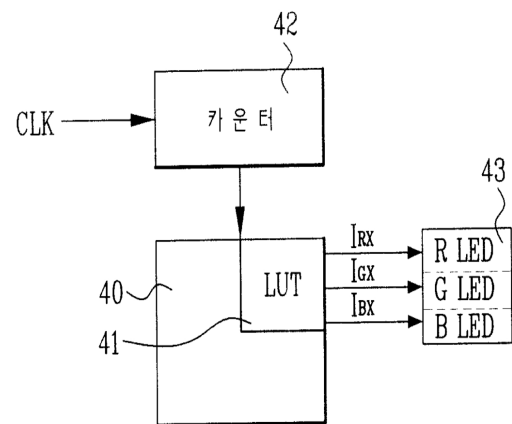 42
CLK
카운터
43
IRX
R LED
40
LUT
IGX
G LED
41
IBX
B LED